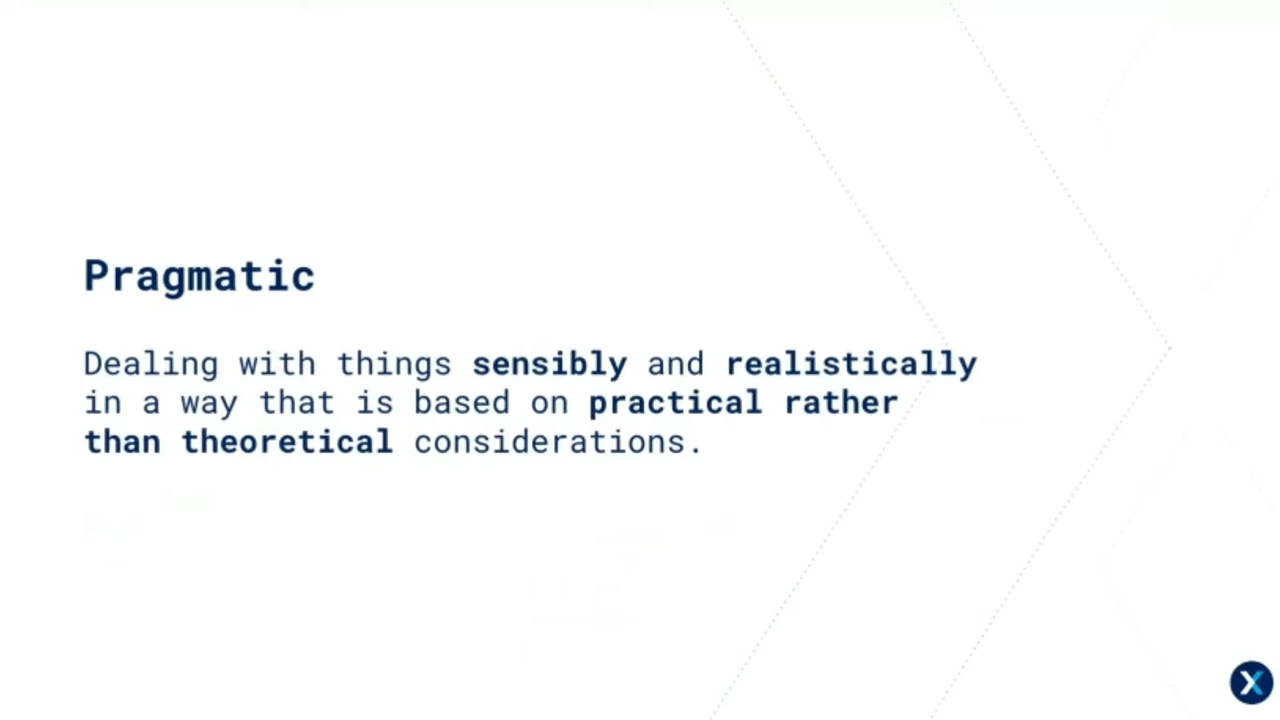 Pragmatic
Dealing with things sensibly and realistically
in a way that is based on practical rather
than theoretical considerations.
X